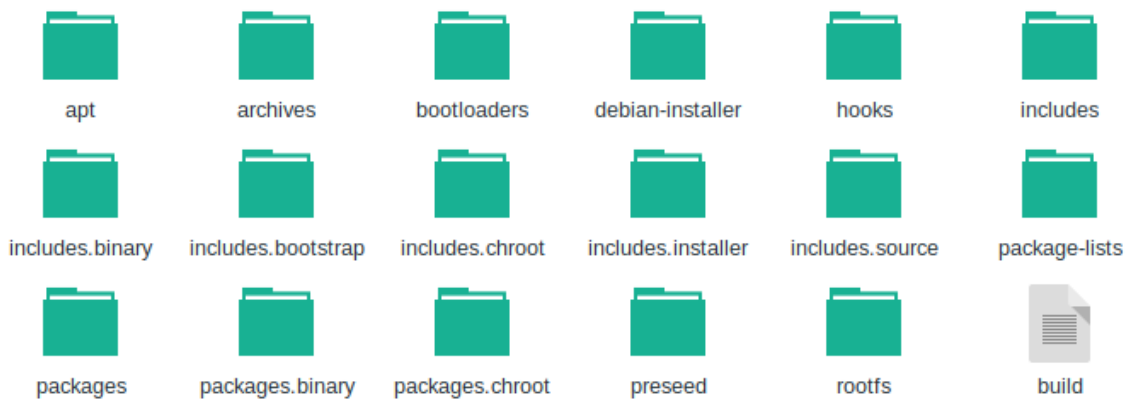 apt archives bootloaders debian-installer hooks includes
includes.binary includes.bootstrap includes.chroot includes.installer includes.source package-lists
packages packages.binary packages.chroot preseed rootfs build